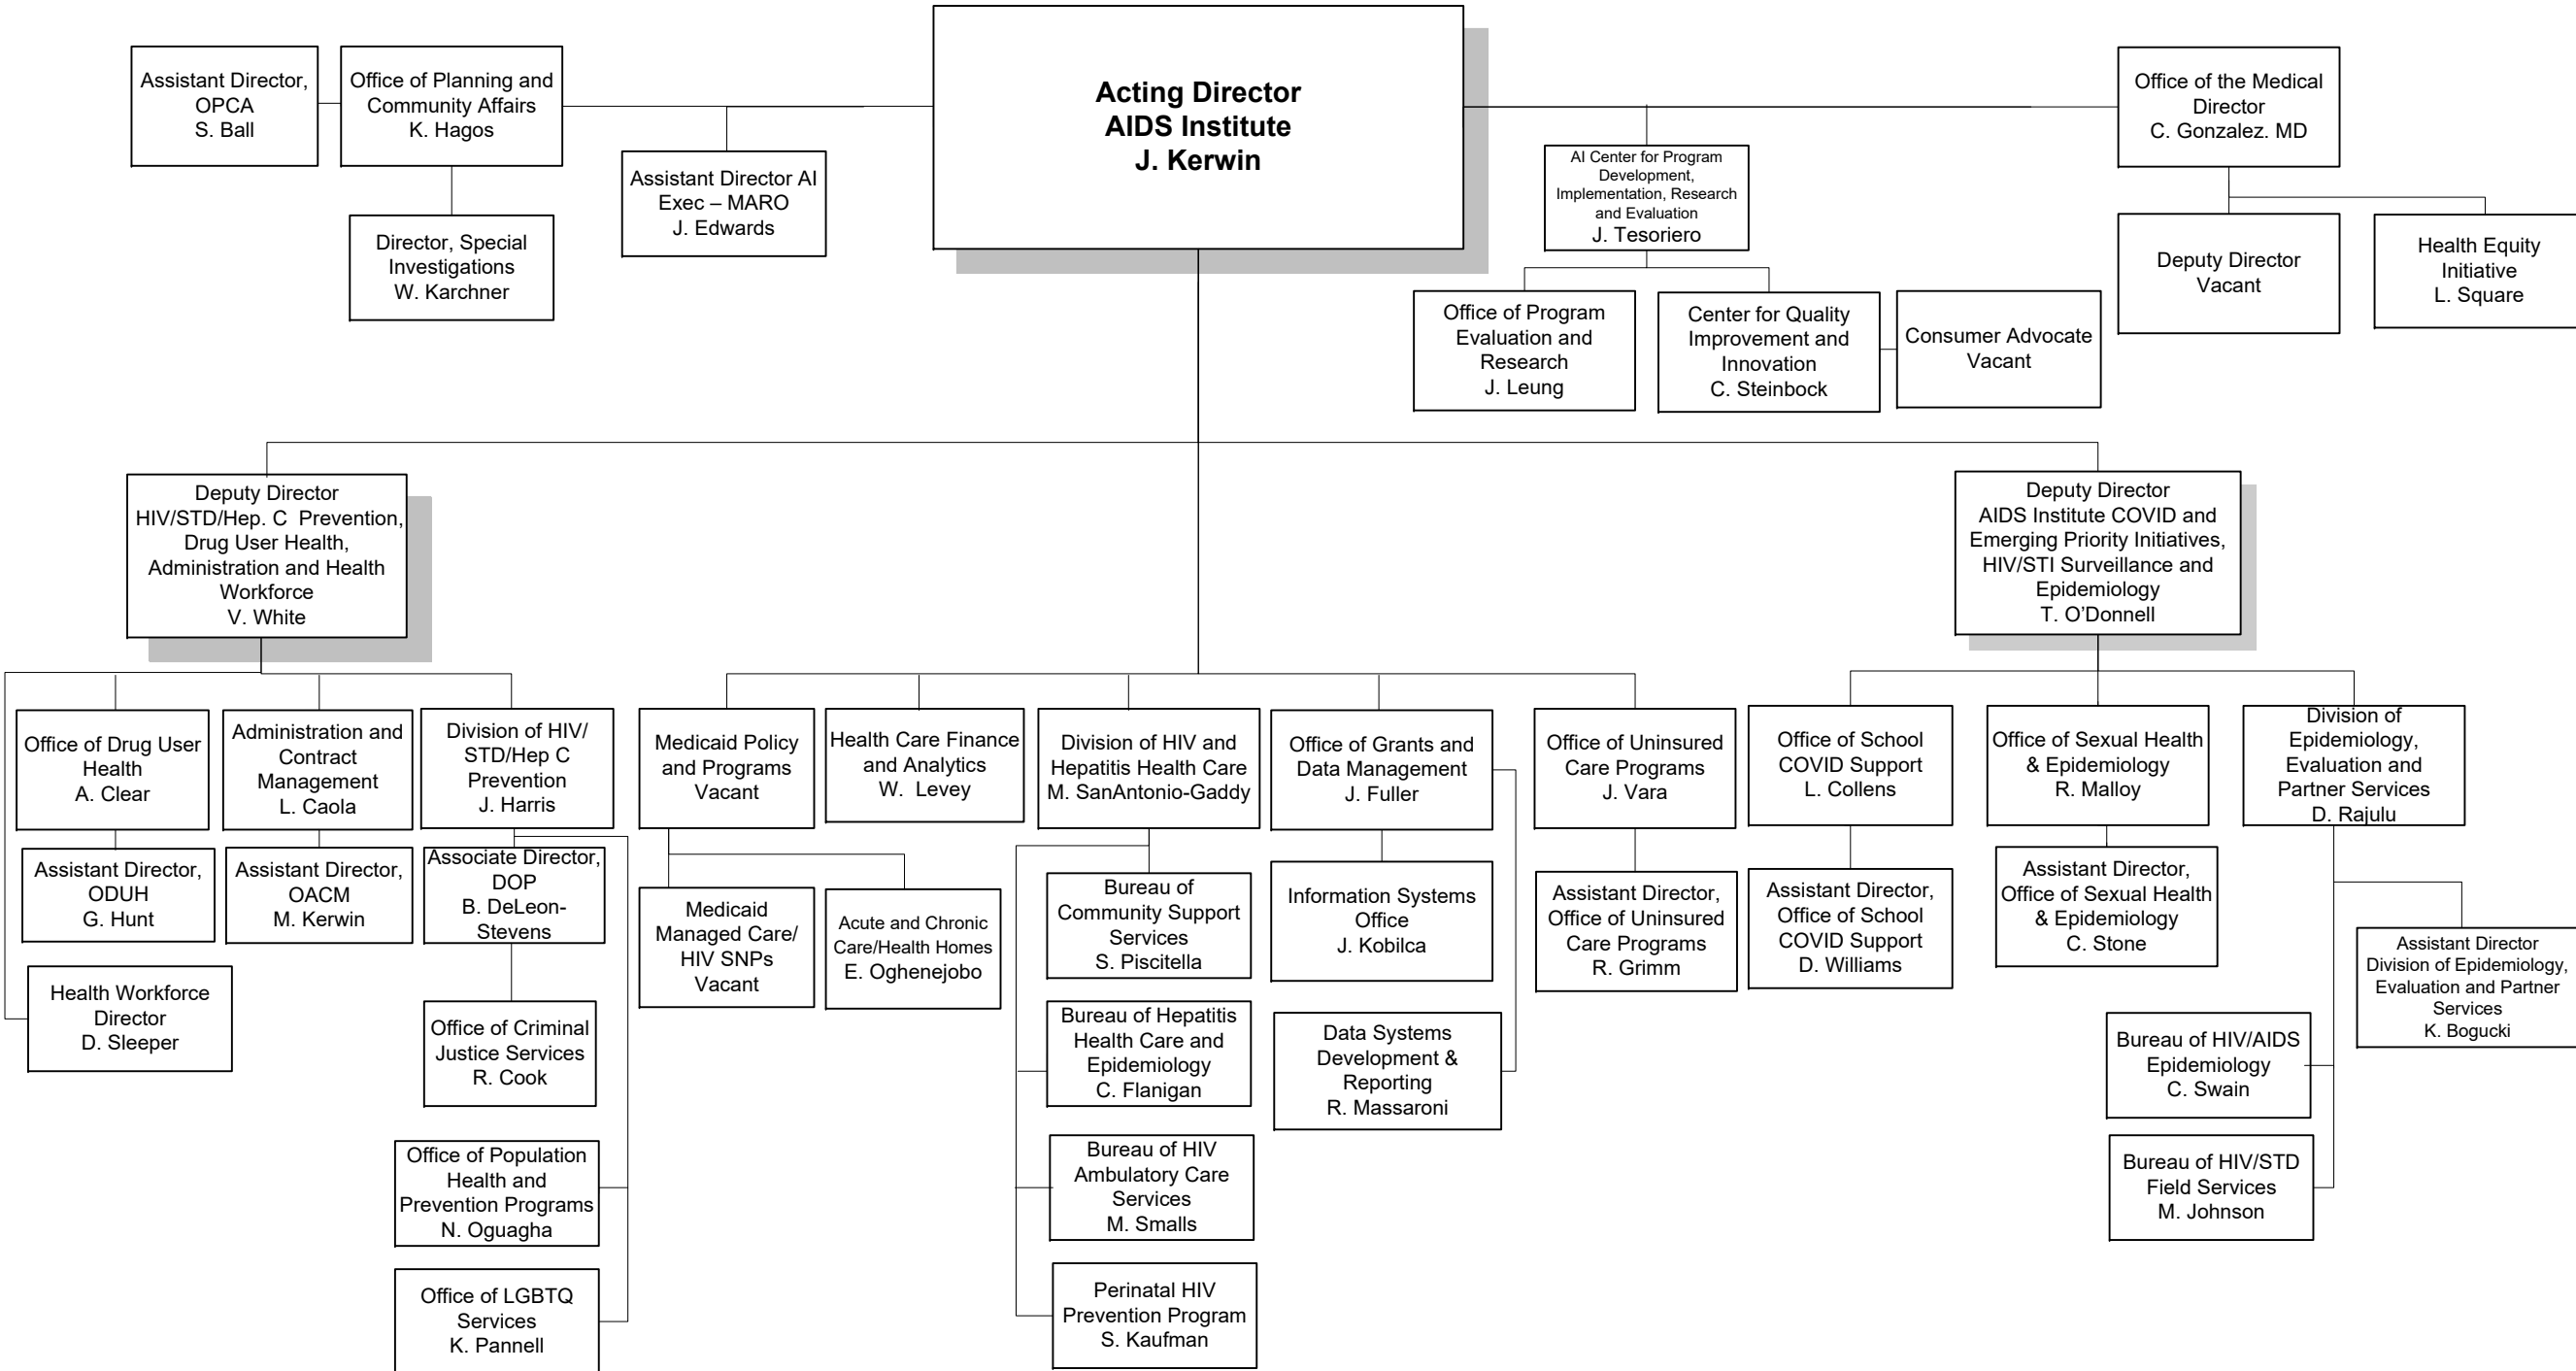 Assistant Director,
OPCA
S. Ball
Office of Planning and
Community Affairs
K. Hagos
Director, Special
Investigations
W. Karchner
Assistant Director AI
Exec – MARO
J. Edwards
Acting Director
AIDS Institute
J. Kerwin
AI Center for Program
Development,
Implementation, Research
and Evaluation
J. Tesoriero
Office of Program
Evaluation and
Research
J. Leung
Center for Quality
Improvement and
Innovation
C. Steinbock
Consumer Advocate
Vacant
Office of the Medical
Director
C. Gonzalez. MD
Deputy Director
Vacant
Health Equity
Initiative
L. Square
Deputy Director
HIV/STD/Hep. C Prevention,
Drug User Health,
Administration and Health
Workforce
V. White
Deputy Director
AIDS Institute COVID and
Emerging Priority Initiatives,
HIV/STI Surveillance and
Epidemiology
T. O’Donnell
Office of Drug User
Health
A. Clear
Assistant Director,
ODUH
G. Hunt
Health Workforce
Director
D. Sleeper
Administration and
Contract
Management
L. Caola
Assistant Director,
OACM
M. Kerwin
Division of HIV/
STD/Hep C
Prevention
J. Harris
Associate Director,
DOP
B. DeLeon-
Stevens
Office of Criminal
Justice Services
R. Cook
Office of Population
Health and
Prevention Programs
N. Oguagha
Office of LGBTQ
Services
K. Pannell
Medicaid Policy
and Programs
Vacant
Medicaid
Managed Care/
HIV SNPs
Vacant
Acute and Chronic
Care/Health Homes
E. Oghenejobo
Health Care Finance
and Analytics
W. Levey
Division of HIV and
Hepatitis Health Care
M. SanAntonio-Gaddy
Bureau of
Community Support
Services
S. Piscitella
Bureau of Hepatitis
Health Care and
Epidemiology
C. Flanigan
Bureau of HIV
Ambulatory Care
Services
M. Smalls
Perinatal HIV
Prevention Program
S. Kaufman
Office of Grants and
Data Management
J. Fuller
Information Systems
Office
J. Kobilca
Data Systems
Development &
Reporting
R. Massaroni
Office of Uninsured
Care Programs
J. Vara
Assistant Director,
Office of Uninsured
Care Programs
R. Grimm
Office of School
COVID Support
L. Collens
Assistant Director,
Office of School
COVID Support
D. Williams
Office of Sexual Health
& Epidemiology
R. Malloy
Assistant Director,
Office of Sexual Health
& Epidemiology
C. Stone
Division of
Epidemiology,
Evaluation and
Partner Services
D. Rajulu
Assistant Director
Division of Epidemiology,
Evaluation and Partner
Services
K. Bogucki
Bureau of HIV/AIDS
Epidemiology
C. Swain
Bureau of HIV/STD
Field Services
M. Johnson